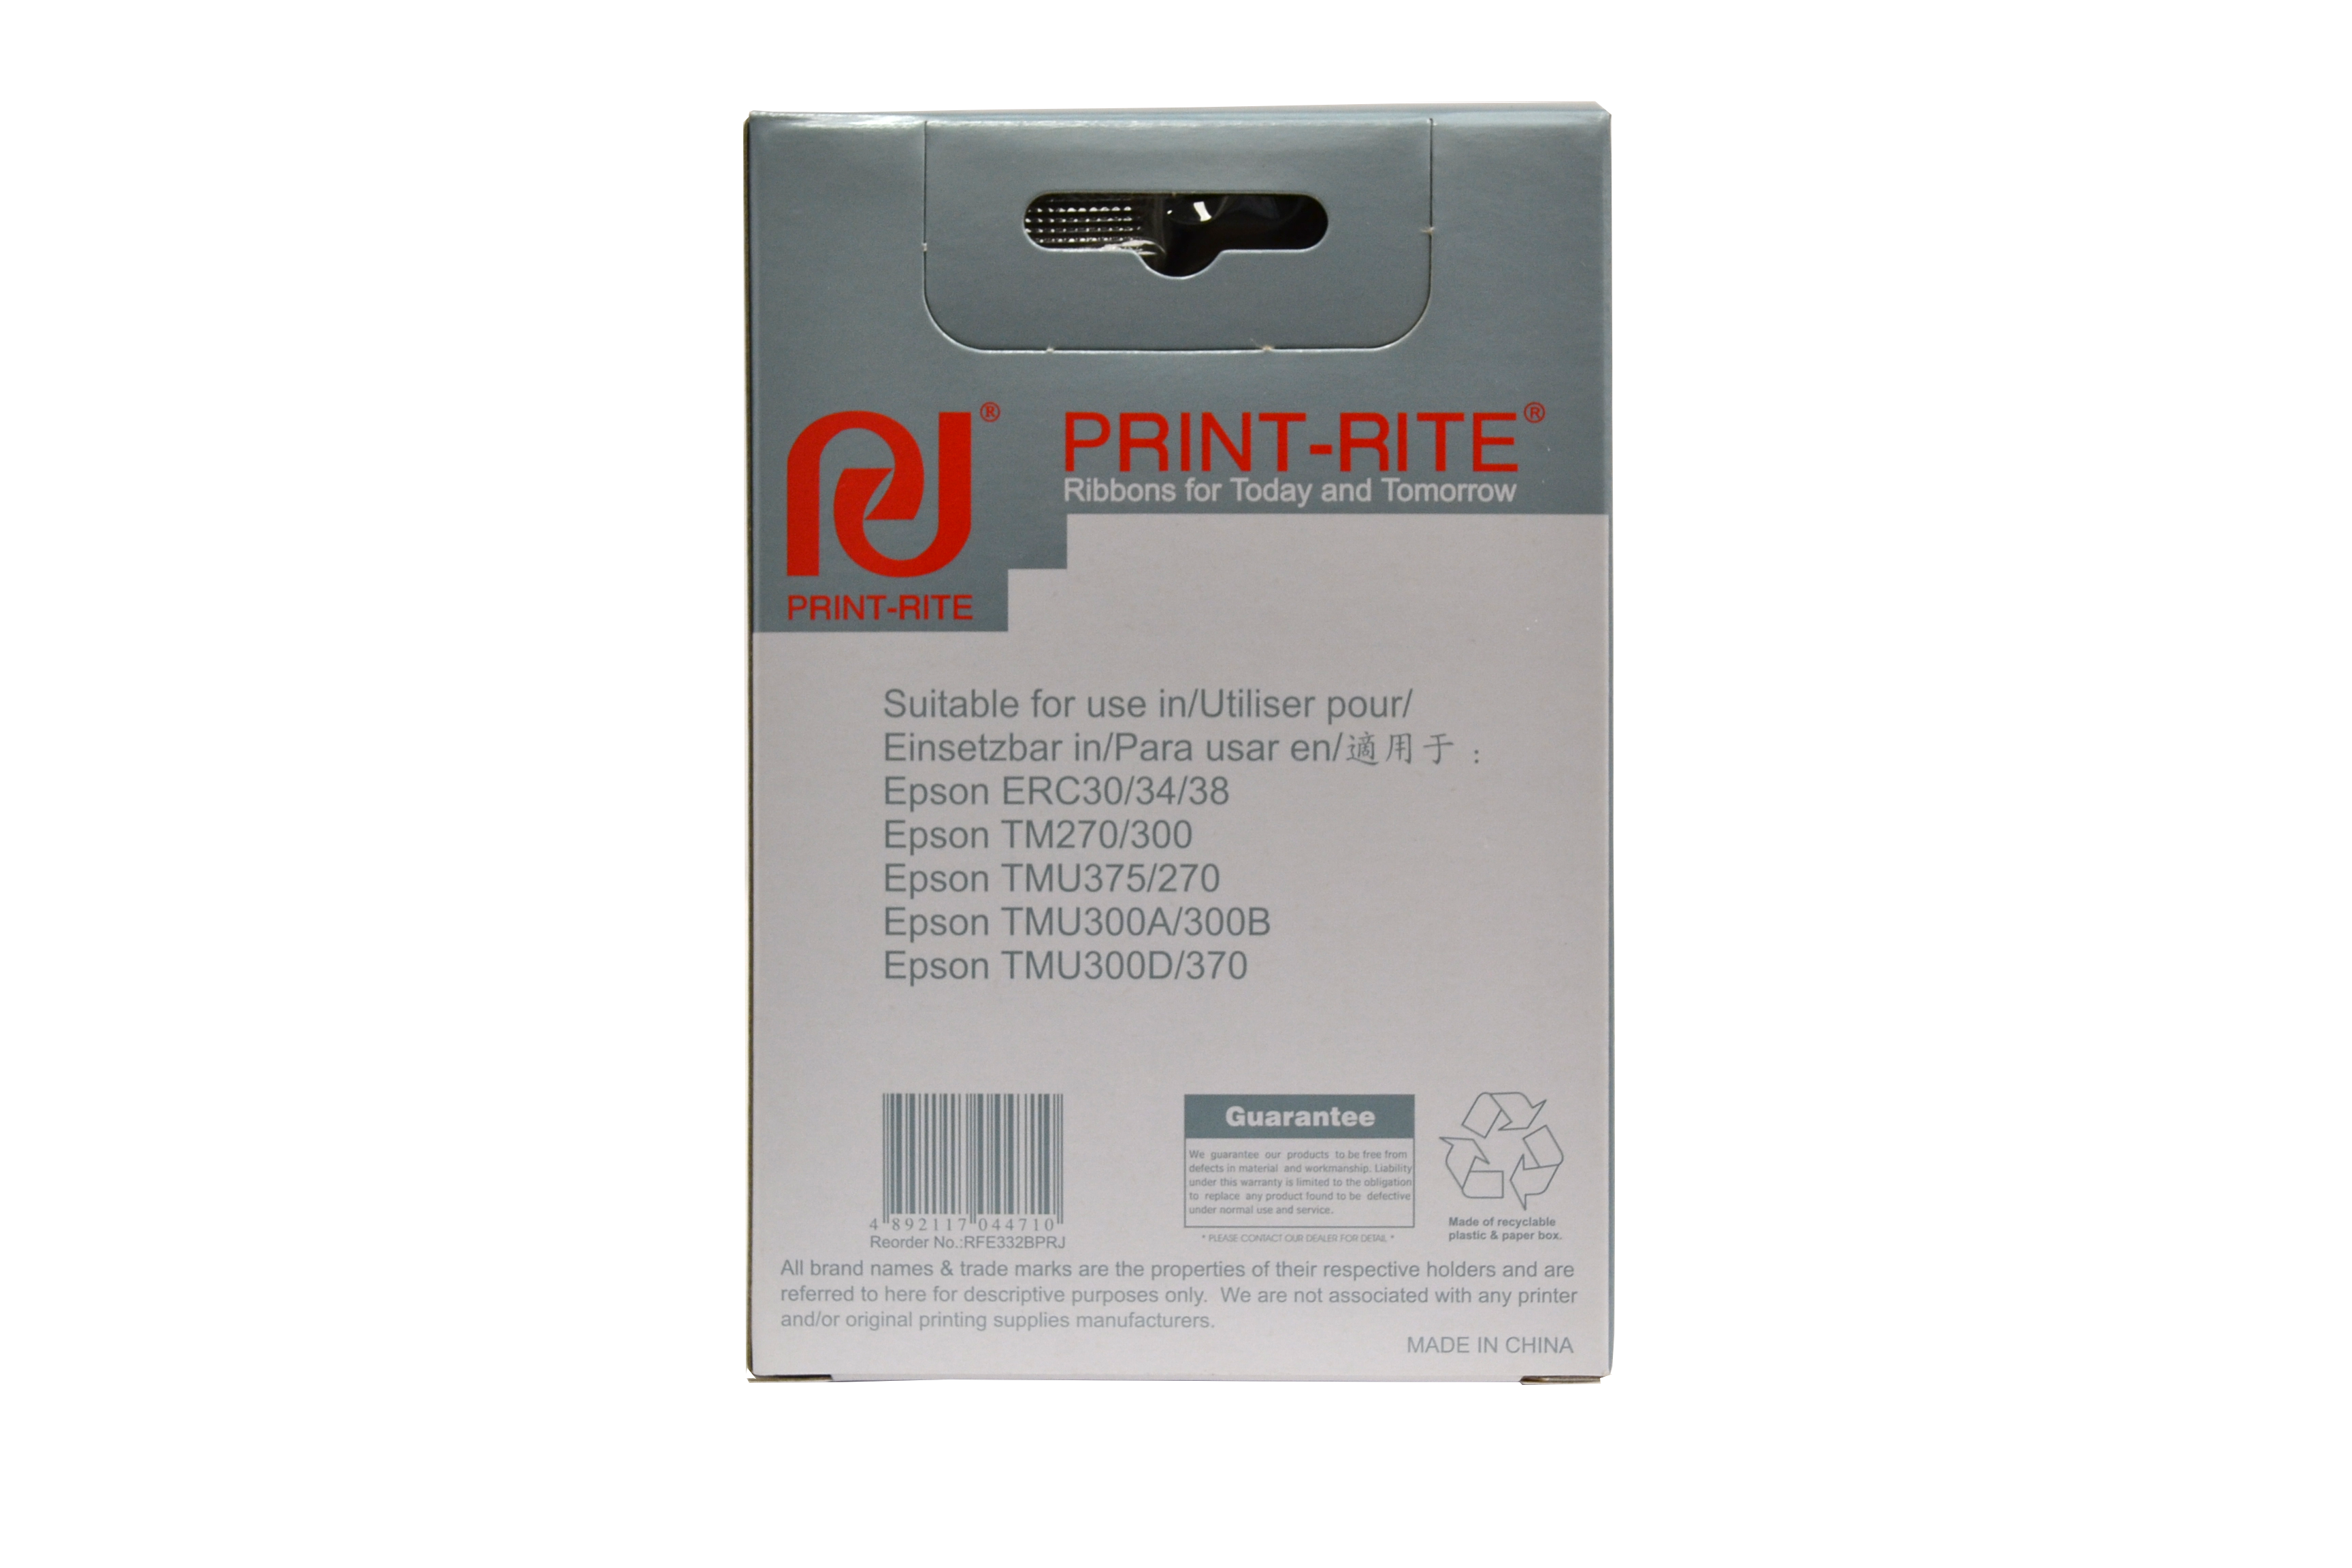 ®
PRINT-RITE®
Ribbons for Today and Tomorrow
PRINT-RITE
Suitable for use in/Utiliser pour/
Einsetzbar in/Para usar en/適用于：
Epson ERC30/34/38
Epson TM270/300
Epson TMU375/270
Epson TMU300A/300B
Epson TMU300D/370
4 892117 044710
Reorder No.:RFE332BPRJ
Guarantee
We guarantee our products to be free from
defects in material and workmanship. Liability
under this warranty is limited to the obligation
to replace any product found to be defective
under normal use and service.
* PLEASE CONTACT OUR DEALER FOR DETAIL *
Made of recyclable
plastic & paper box.
All brand names & trade marks are the properties of their respective holders and are
referred to here for descriptive purposes only. We are not associated with any printer
and/or original printing supplies manufacturers.
MADE IN CHINA